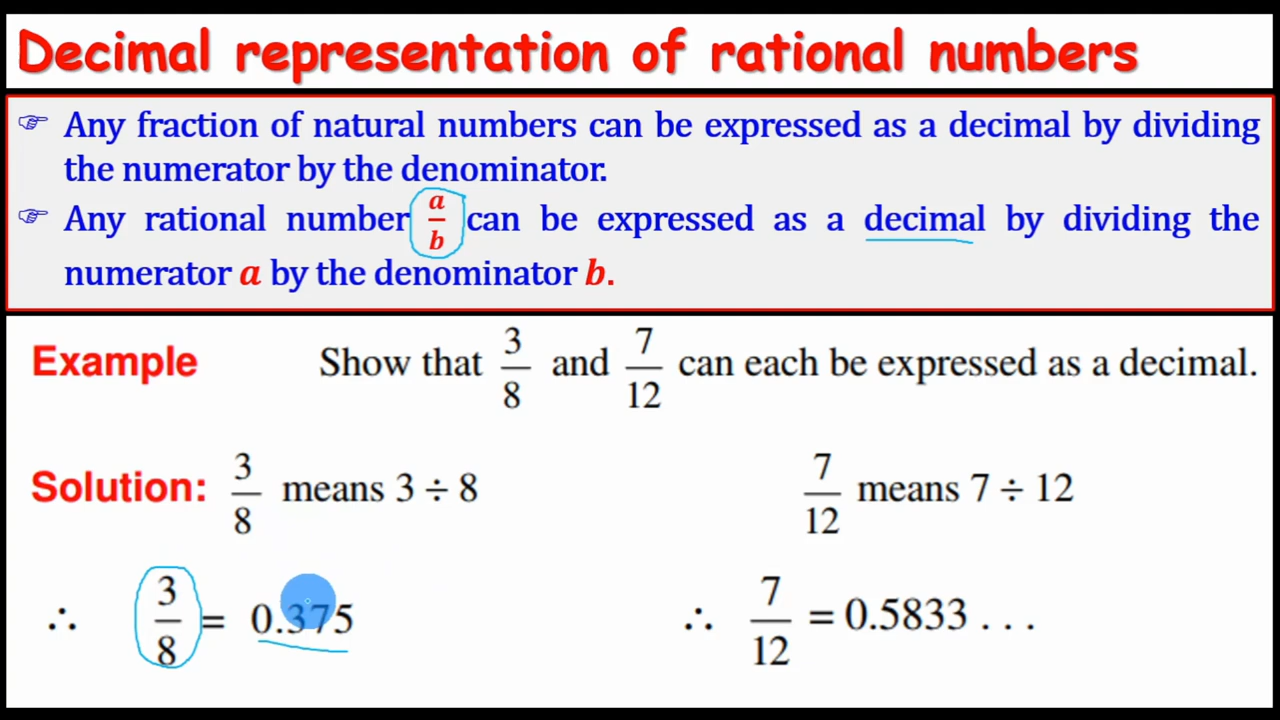 Decimal representation of rational numbers
☞ Any fraction of natural numbers can be expressed as a decimal by dividing
the numerator by the denominator.
☞ Any rational number a/b can be expressed as a decimal by dividing the
numerator a by the denominator b.
Example Show that 3/8 and 7/12 can each be expressed as a decimal.
Solution: 3/8 means 3 ÷ 8 7/12 means 7 ÷ 12
∴ 3/8 = 0.375 ∴ 7/12 = 0.5833 . . .